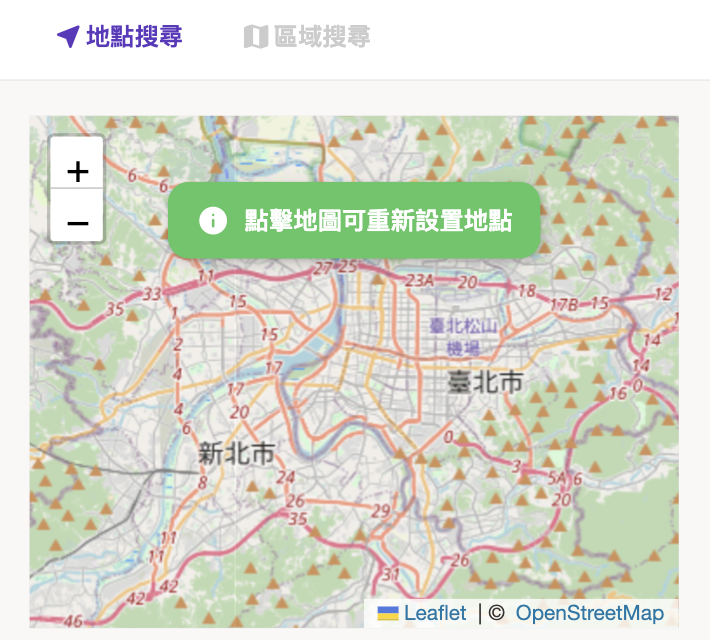 地點搜尋 區域搜尋
+
−
點擊地圖可重新設置地點
6 6
27 25
11 23A 20
33 18 12
35 15 17B 15
1
臺北松山
機場
15 14
2
17 14
4 臺北市
17 16 0
4 20
6 0
新北市 3
8 24 5A 6
26 20
35 29
11
11 26
31
42 42
46
Leaflet | © OpenStreetMap